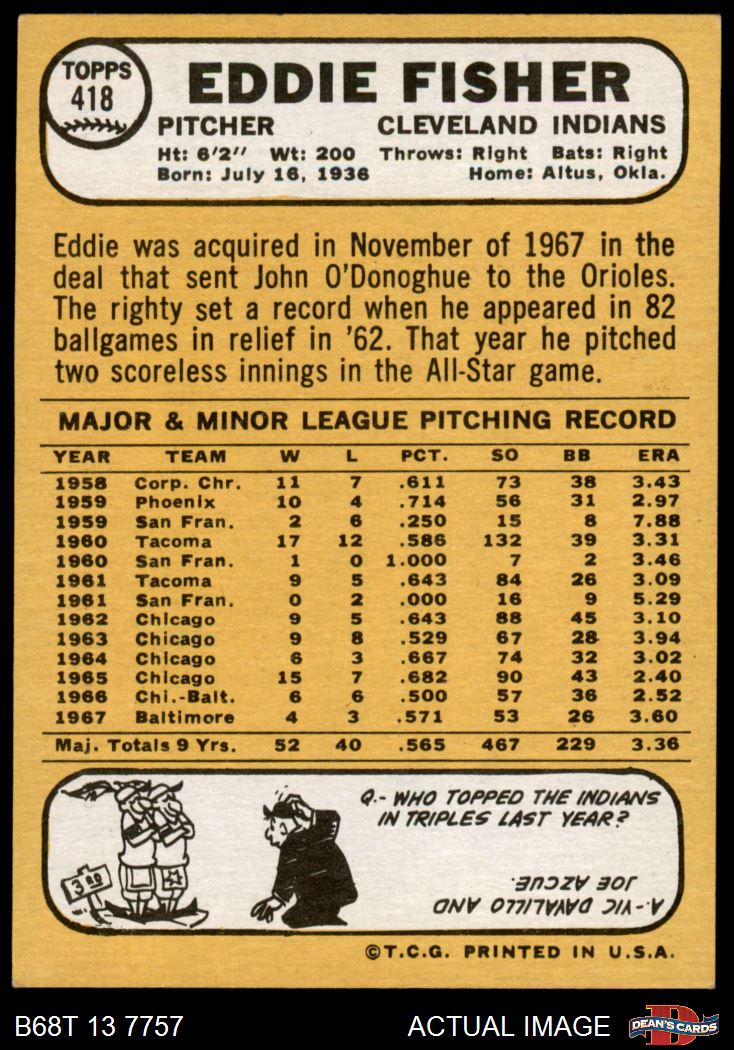 TOPPS
418
EDDIE FISHER
PITCHER CLEVELAND INDIANS
Ht: 6'2" Wt: 200 Throws: Right Bats: Right
Born: July 16, 1936 Home: Altus, Okla.
Eddie was acquired in November of 1967 in the
deal that sent John O'Donoghue to the Orioles.
The righty set a record when he appeared in 82
ballgames in relief in '62. That year he pitched
two scoreless innings in the All-Star game.
MAJOR & MINOR LEAGUE PITCHING RECORD
YEAR TEAM W L PCT. SO BB ERA
1958 Corp. Chr. 11 7 .611 73 38 3.43
1959 Phoenix 10 4 .714 56 31 2.97
1959 San Fran. 2 6 .250 15 8 7.88
1960 Tacoma 17 12 .586 132 39 3.31
1960 San Fran. 1 0 1.000 7 2 3.46
1961 Tacoma 9 5 .643 84 26 3.09
1961 San Fran. 0 2 .000 16 9 5.29
1962 Chicago 9 5 .643 88 45 3.10
1963 Chicago 9 8 .529 67 28 3.94
1964 Chicago 6 3 .667 74 32 3.02
1965 Chicago 15 7 .682 90 43 2.40
1966 Chi.-Balt. 6 6 .500 57 36 2.52
1967 Baltimore 4 3 .571 53 26 3.60
Maj. Totals 9 Yrs. 52 40 .565 467 229 3.36
3RD
Q.- WHO TOPPED THE INDIANS
IN TRIPLES LAST YEAR?
A.- VIC DAVALILLO AND
JOE AZCUE.
©T.C.G. PRINTED IN U.S.A.
B68T 13 7757 ACTUAL IMAGE DEAN'S CARDS